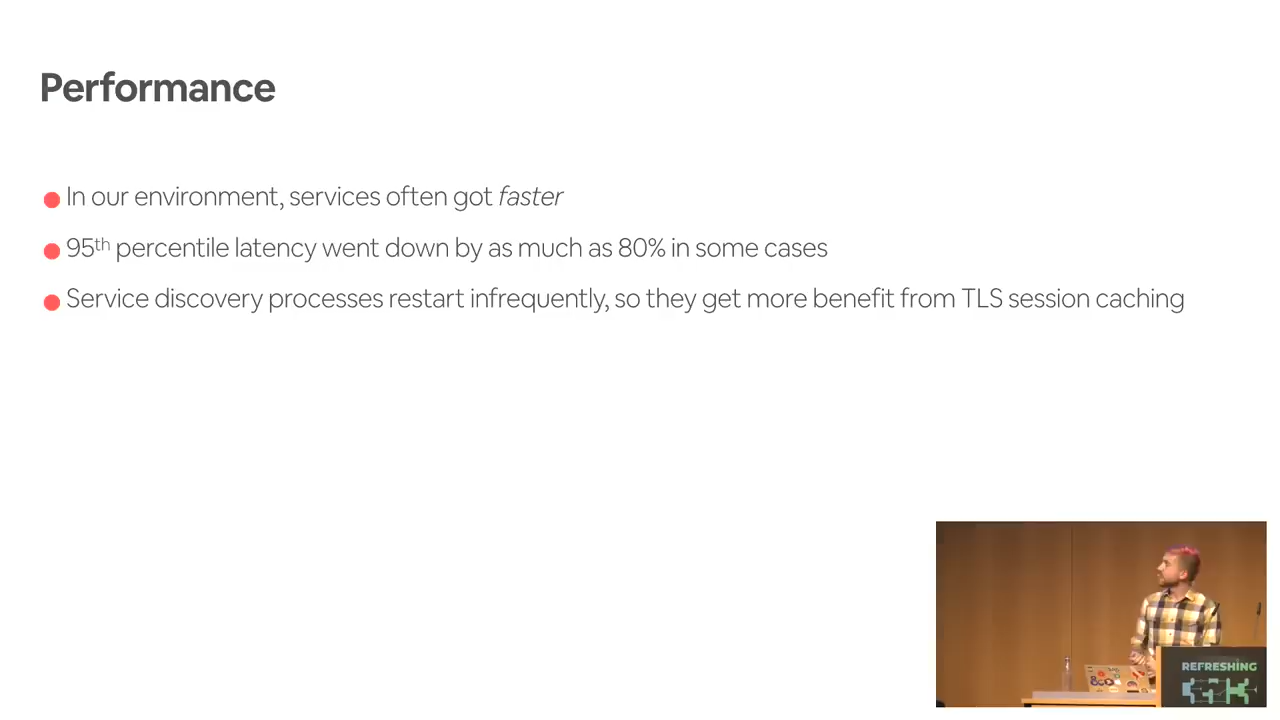 Performance
In our environment, services often got faster
95th percentile latency went down by as much as 80% in some cases
Service discovery processes restart infrequently, so they get more benefit from TLS session caching
REFRESHING